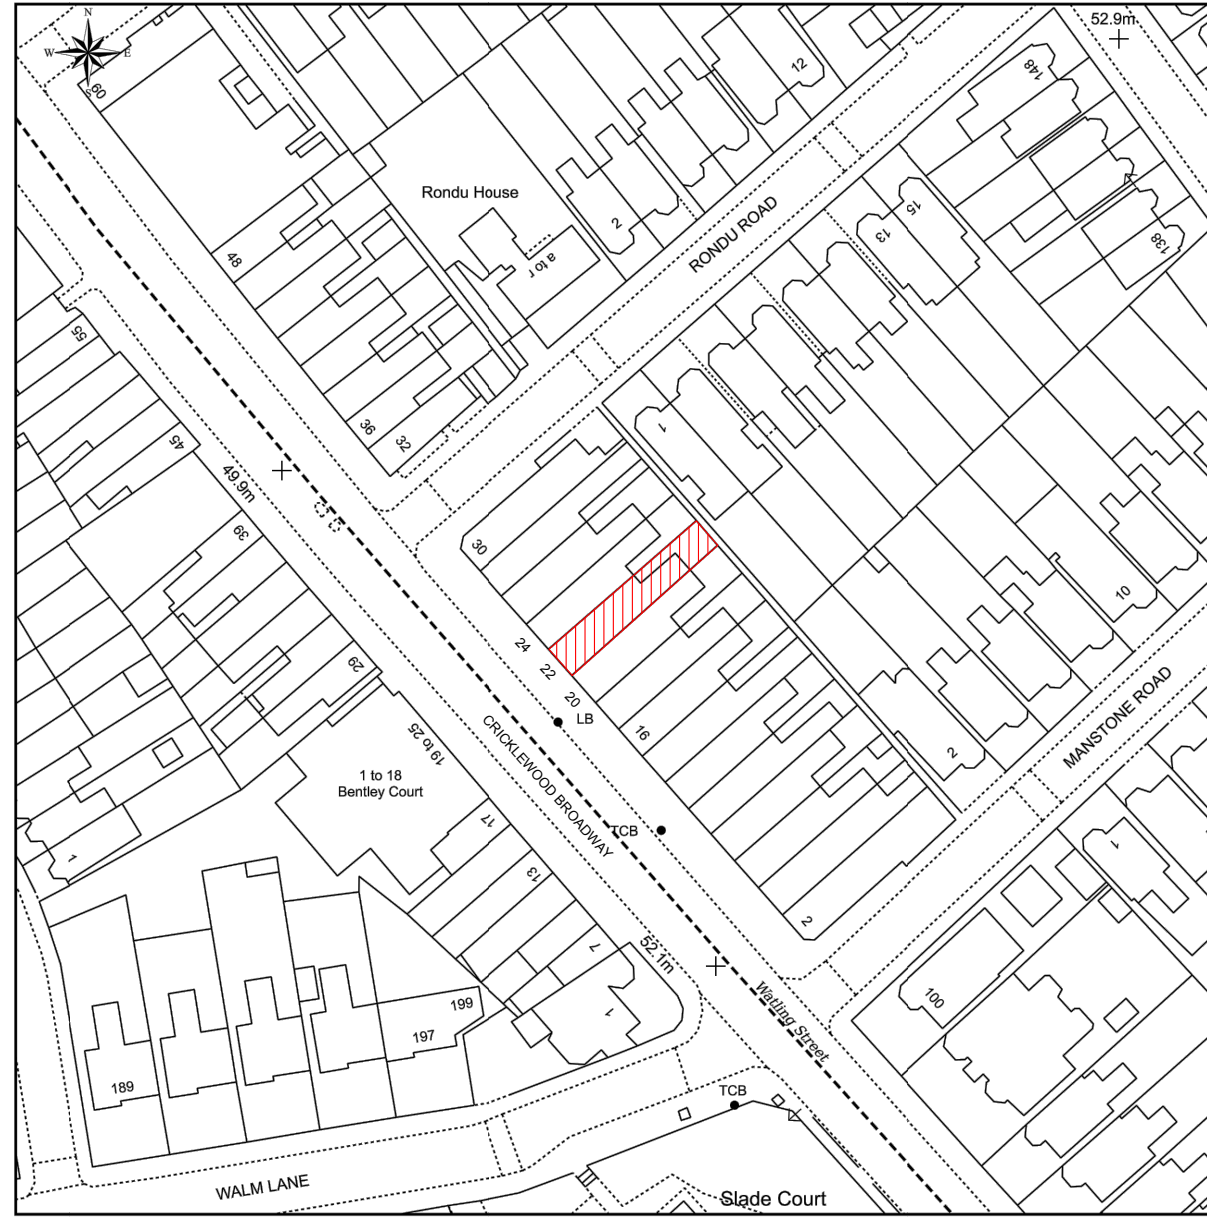 N
W E
S
52.9m
60
12
148
Rondu House
2
15
13
138
RONDU ROAD
48
a to r
55
36
32
1
45
49.9m
39
30
10
29
24
22
20
LB
16
2
MANSTONE ROAD
19 to 25
CRICKLEWOOD BROADWAY
1 to 18
Bentley Court
17
TCB
1
1
13
2
7
52.1m
Watling Street
100
199
197
1
189
TCB
WALM LANE
Slade Court